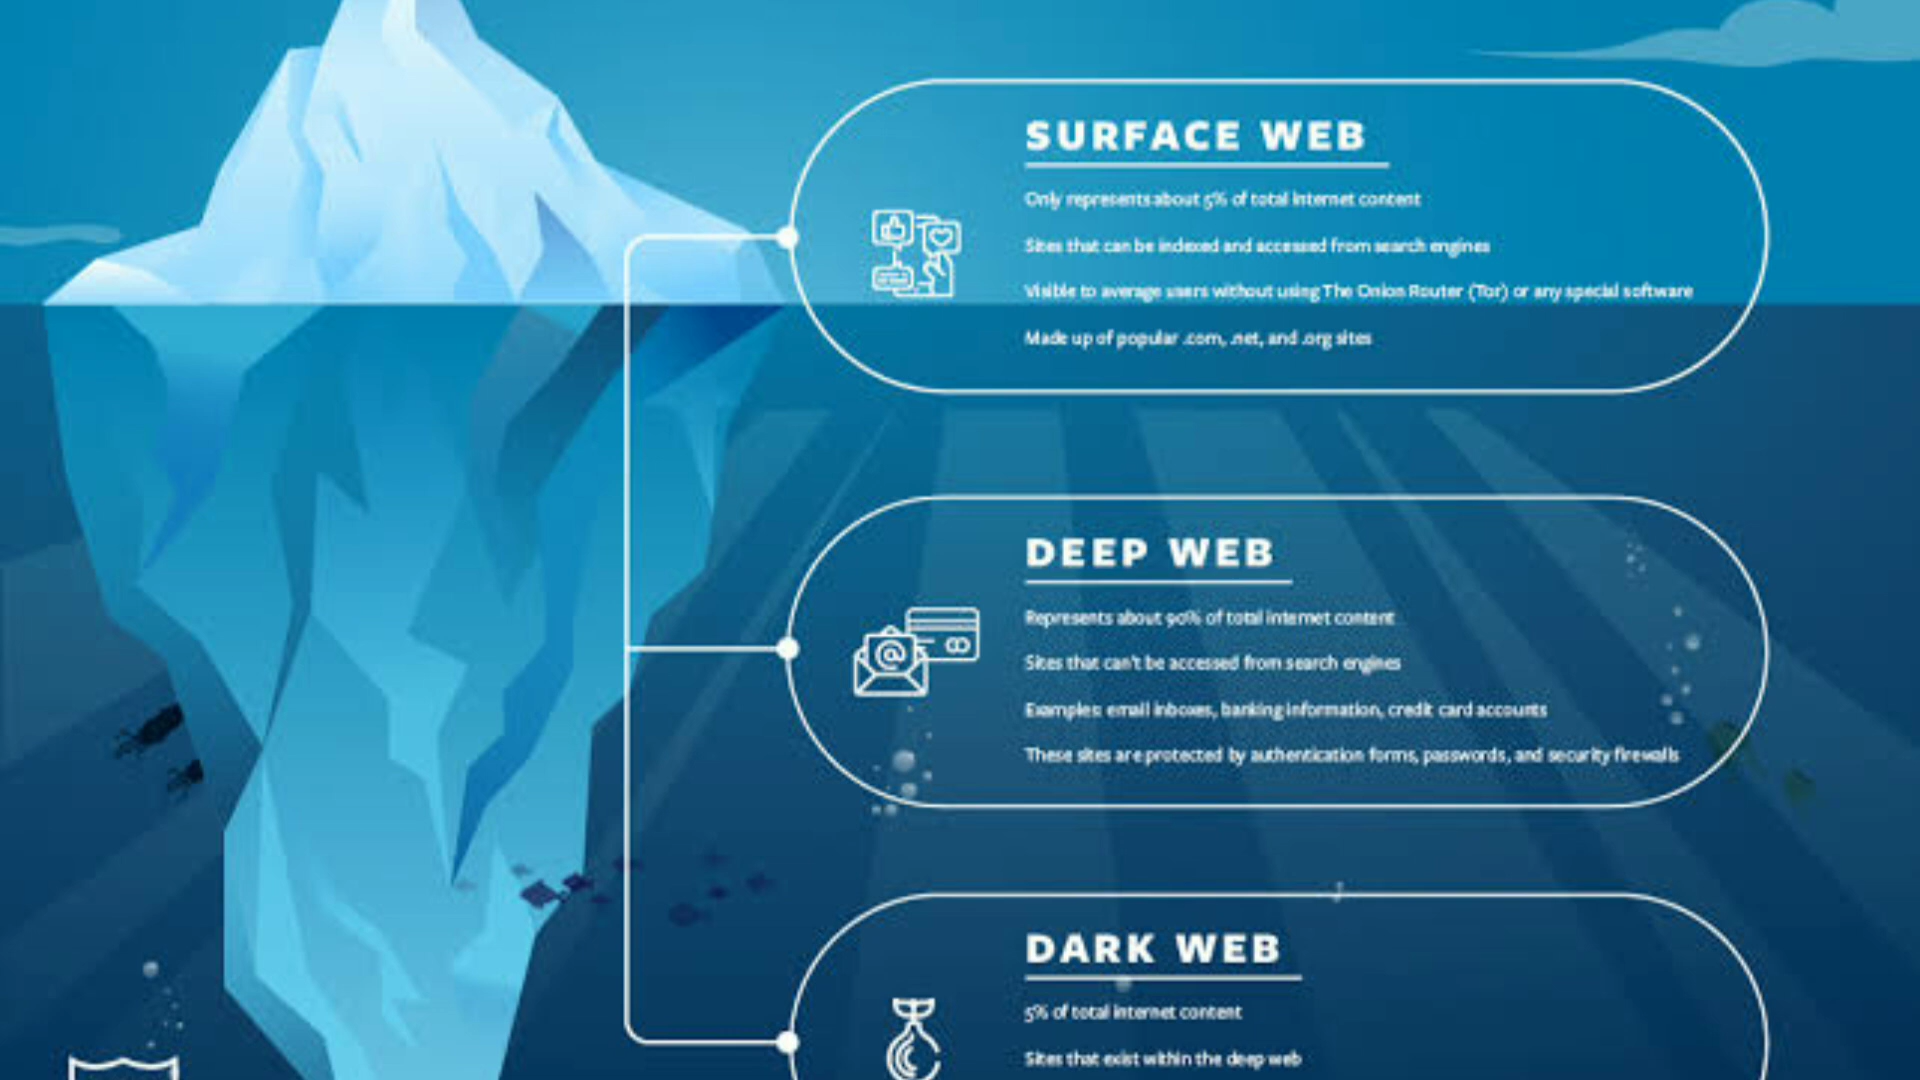 SURFACE WEB
Only represents about 5% of total internet content
Sites that can be indexed and accessed from search engines
Visible to average users without using The Onion Router (Tor) or any special software
Made up of popular .com, .net, and .org sites
DEEP WEB
Represents about 90% of total internet content
Sites that can't be accessed from search engines
Examples: email inboxes, banking information, credit card accounts
These sites are protected by authentication forms, passwords, and security firewalls
DARK WEB
5% of total internet content
Sites that exist within the deep web